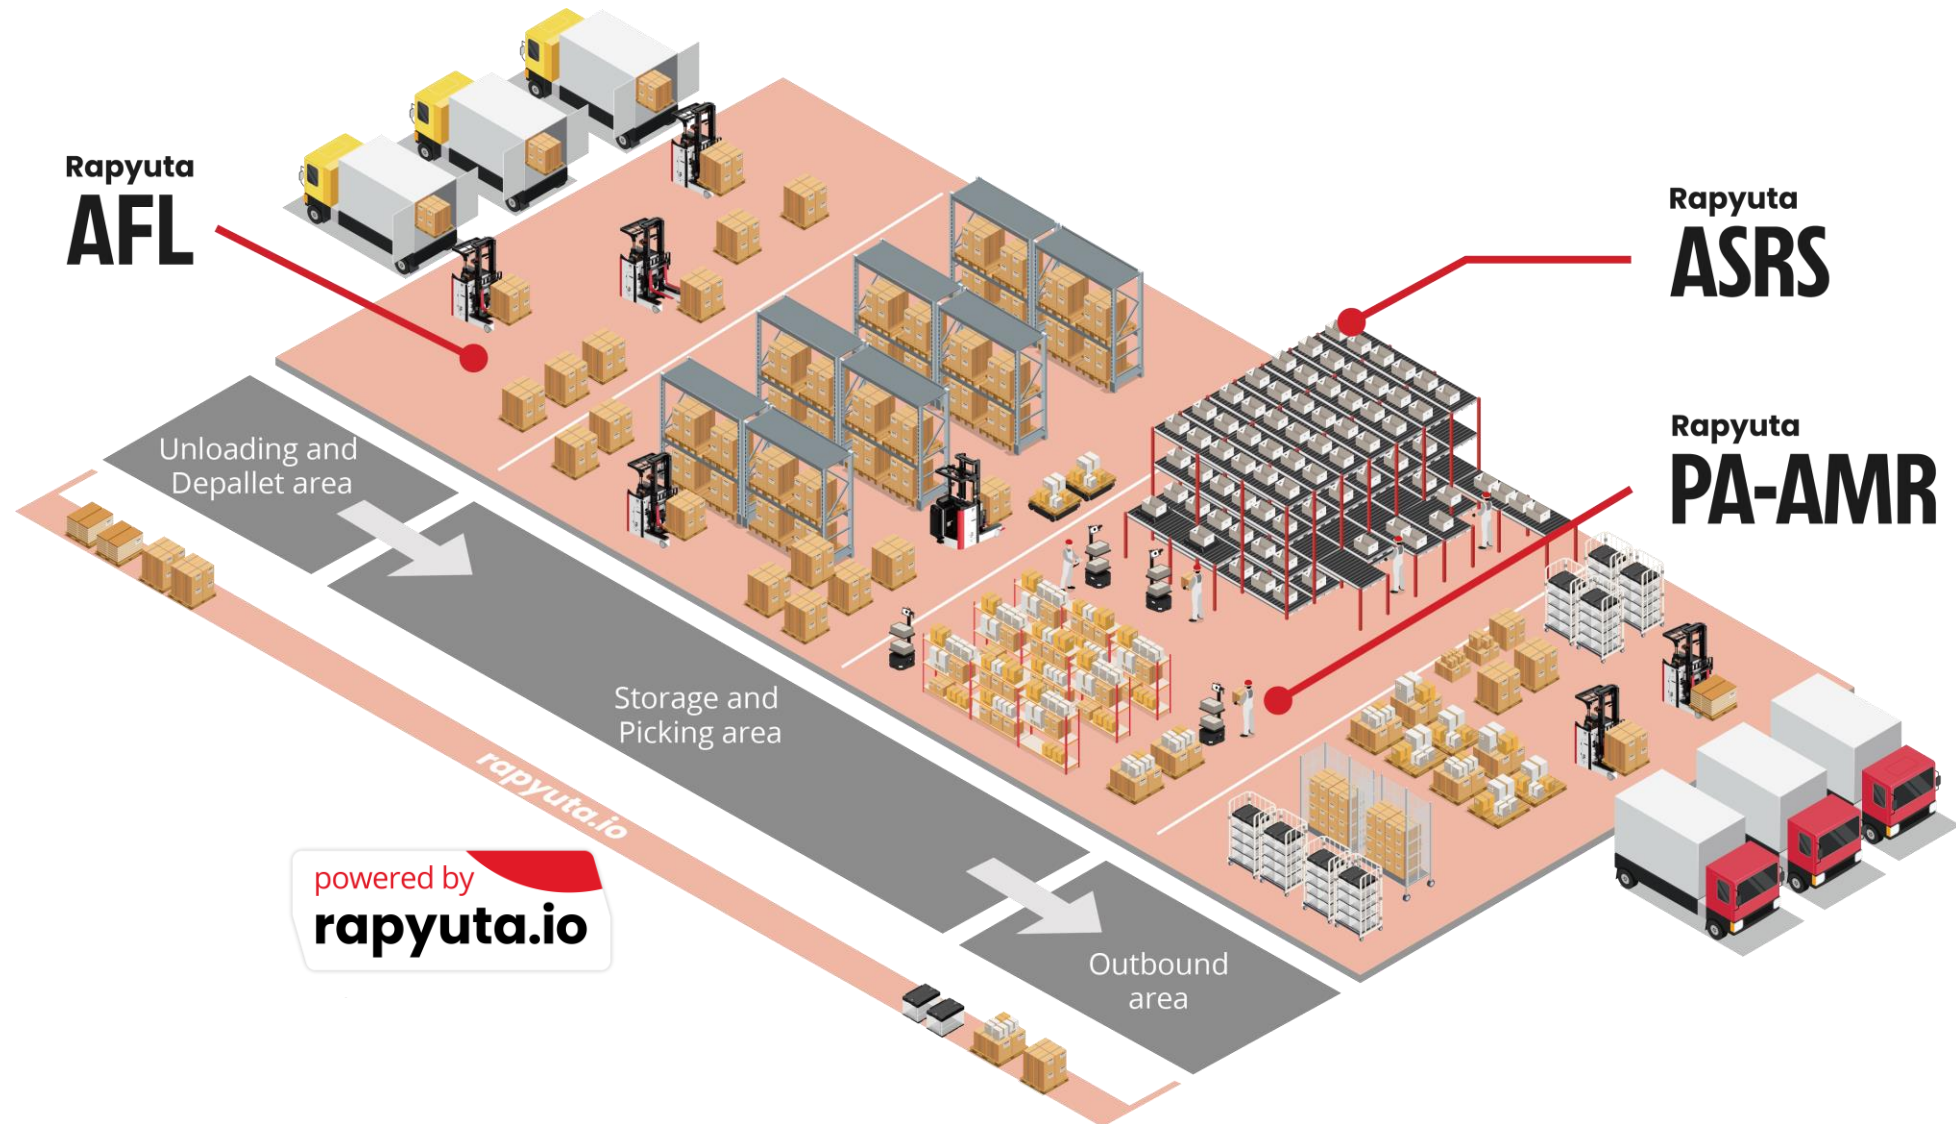 Rapyuta
AFL
Rapyuta
ASRS
Rapyuta
PA-AMR
Unloading and
Depallet area
Storage and
Picking area
Outbound
area
rapyuta.io
powered by
rapyuta.io